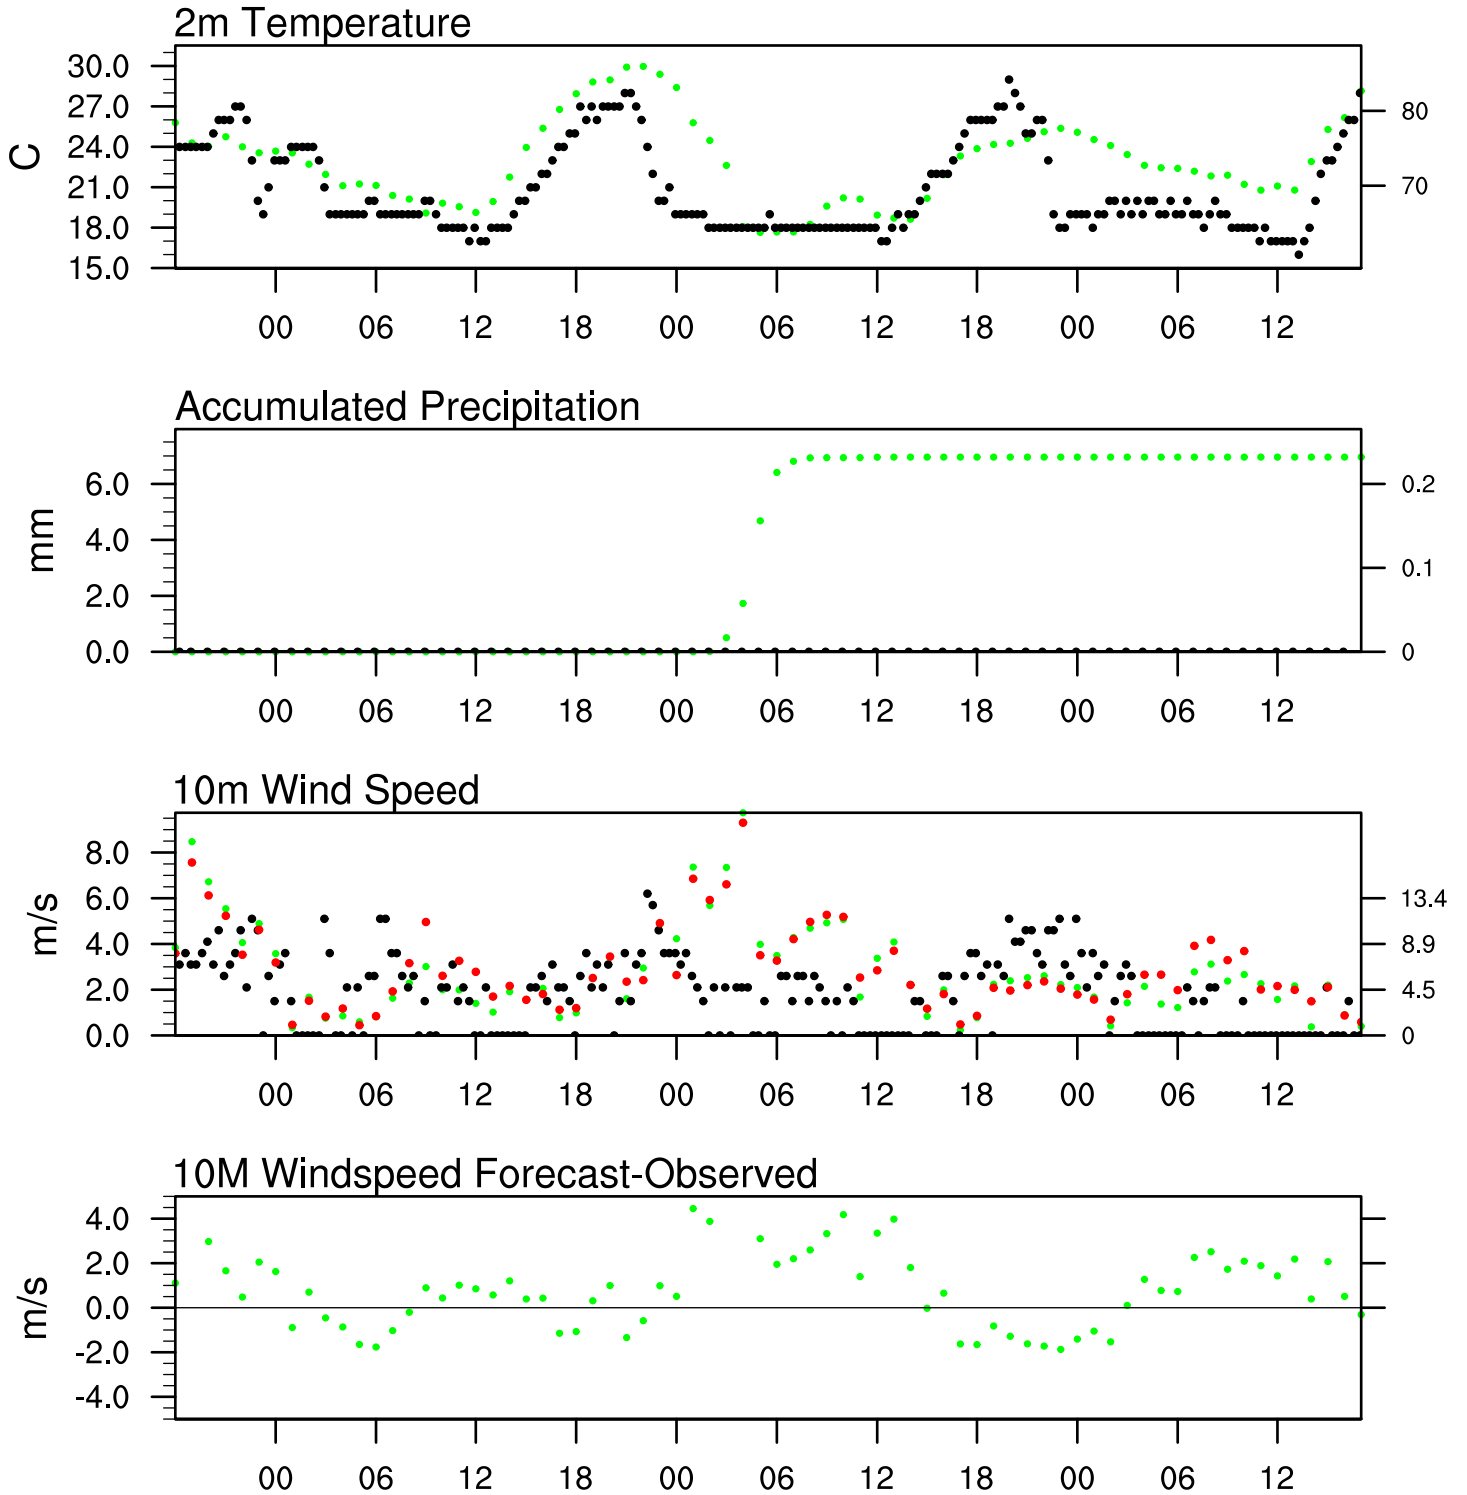 2m Temperature
30.0
27.0
24.0
21.0
18.0
15.0
C
80
70
00 06 12 18 00 06 12 18 00 06 12
Accumulated Precipitation
6.0
4.0
2.0
0.0
mm
0.2
0.1
0
00 06 12 18 00 06 12 18 00 06 12
10m Wind Speed
8.0
6.0
4.0
2.0
0.0
m/s
13.4
8.9
4.5
0
00 06 12 18 00 06 12 18 00 06 12
10M Windspeed Forecast-Observed
4.0
2.0
0.0
-2.0
-4.0
m/s
00 06 12 18 00 06 12 18 00 06 12